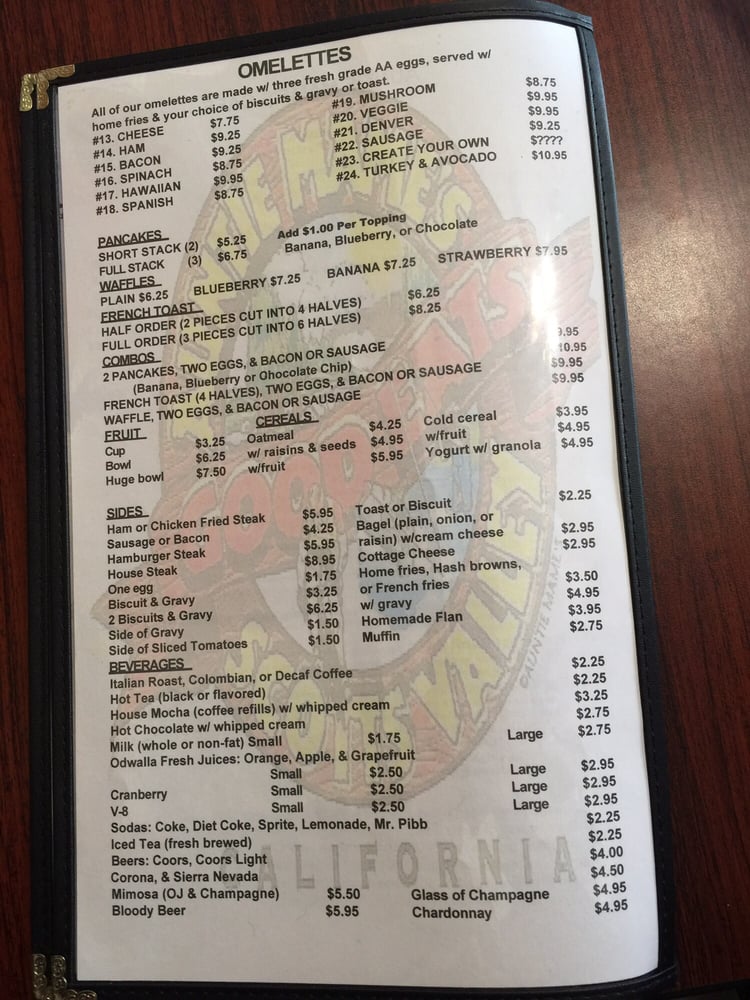 OMELETTES
All of our omelettes are made w/ three fresh grade AA eggs, served w/
home fries & your choice of biscuits & gravy or toast.
#13. CHEESE $7.75
#14. HAM $9.25
#15. BACON $9.25
#16. SPINACH $8.75
#17. HAWAIIAN $9.95
#18. SPANISH $8.75
#19. MUSHROOM $8.75
#20. VEGGIE $9.95
#21. DENVER $9.95
#22. SAUSAGE $9.25
#23. CREATE YOUR OWN $????
#24. TURKEY & AVOCADO $10.95
PANCAKES Add $1.00 Per Topping
SHORT STACK (2) $5.25 Banana, Blueberry, or Chocolate
FULL STACK (3) $6.75
WAFFLES
PLAIN $6.25 BLUEBERRY $7.25 BANANA $7.25 STRAWBERRY $7.95
FRENCH TOAST
HALF ORDER (2 PIECES CUT INTO 4 HALVES) $6.25
FULL ORDER (3 PIECES CUT INTO 6 HALVES) $8.25
COMBOS
2 PANCAKES, TWO EGGS, & BACON OR SAUSAGE 9.95
(Banana, Blueberry or Ohocolate Chip) 10.95
FRENCH TOAST (4 HALVES), TWO EGGS, & BACON OR SAUSAGE $9.95
WAFFLE, TWO EGGS, & BACON OR SAUSAGE $9.95
FRUIT
Cup $3.25
Bowl $6.25
Huge bowl $7.50
CEREALS
Oatmeal $4.25
w/ raisins & seeds $4.95
w/fruit $5.95
Cold cereal $3.95
w/fruit $4.95
Yogurt w/ granola $4.95
SIDES
Ham or Chicken Fried Steak $5.95
Sausage or Bacon $4.25
Hamburger Steak $5.95
House Steak $8.95
One egg $1.75
Biscuit & Gravy $3.25
2 Biscuits & Gravy $6.25
Side of Gravy $1.50
Side of Sliced Tomatoes $1.50
Toast or Biscuit $2.25
Bagel (plain, onion, or
raisin) w/cream cheese $2.95
Cottage Cheese $2.95
Home fries, Hash browns,
or French fries $3.50
w/ gravy $4.95
Homemade Flan $3.95
Muffin $2.75
BEVERAGES
Italian Roast, Colombian, or Decaf Coffee $2.25
Hot Tea (black or flavored) $2.25
House Mocha (coffee refills) w/ whipped cream $3.25
Hot Chocolate w/ whipped cream $2.75
Milk (whole or non-fat) Small $1.75 Large $2.75
Odwalla Fresh Juices: Orange, Apple, & Grapefruit
Small $2.50 Large $2.95
Cranberry Small $2.50 Large $2.95
V-8 Small $2.50 Large $2.95
Sodas: Coke, Diet Coke, Sprite, Lemonade, Mr. Pibb $2.25
Iced Tea (fresh brewed) $2.25
Beers: Coors, Coors Light $4.00
Corona, & Sierra Nevada $4.50
Mimosa (OJ & Champagne) $5.50 Glass of Champagne $4.95
Bloody Beer $5.95 Chardonnay $4.95
AUNTIE MAME'S
GOOD EATS!
SCOTTS VALLEY
CALIFORNIA
©AUNTIE MAME'S